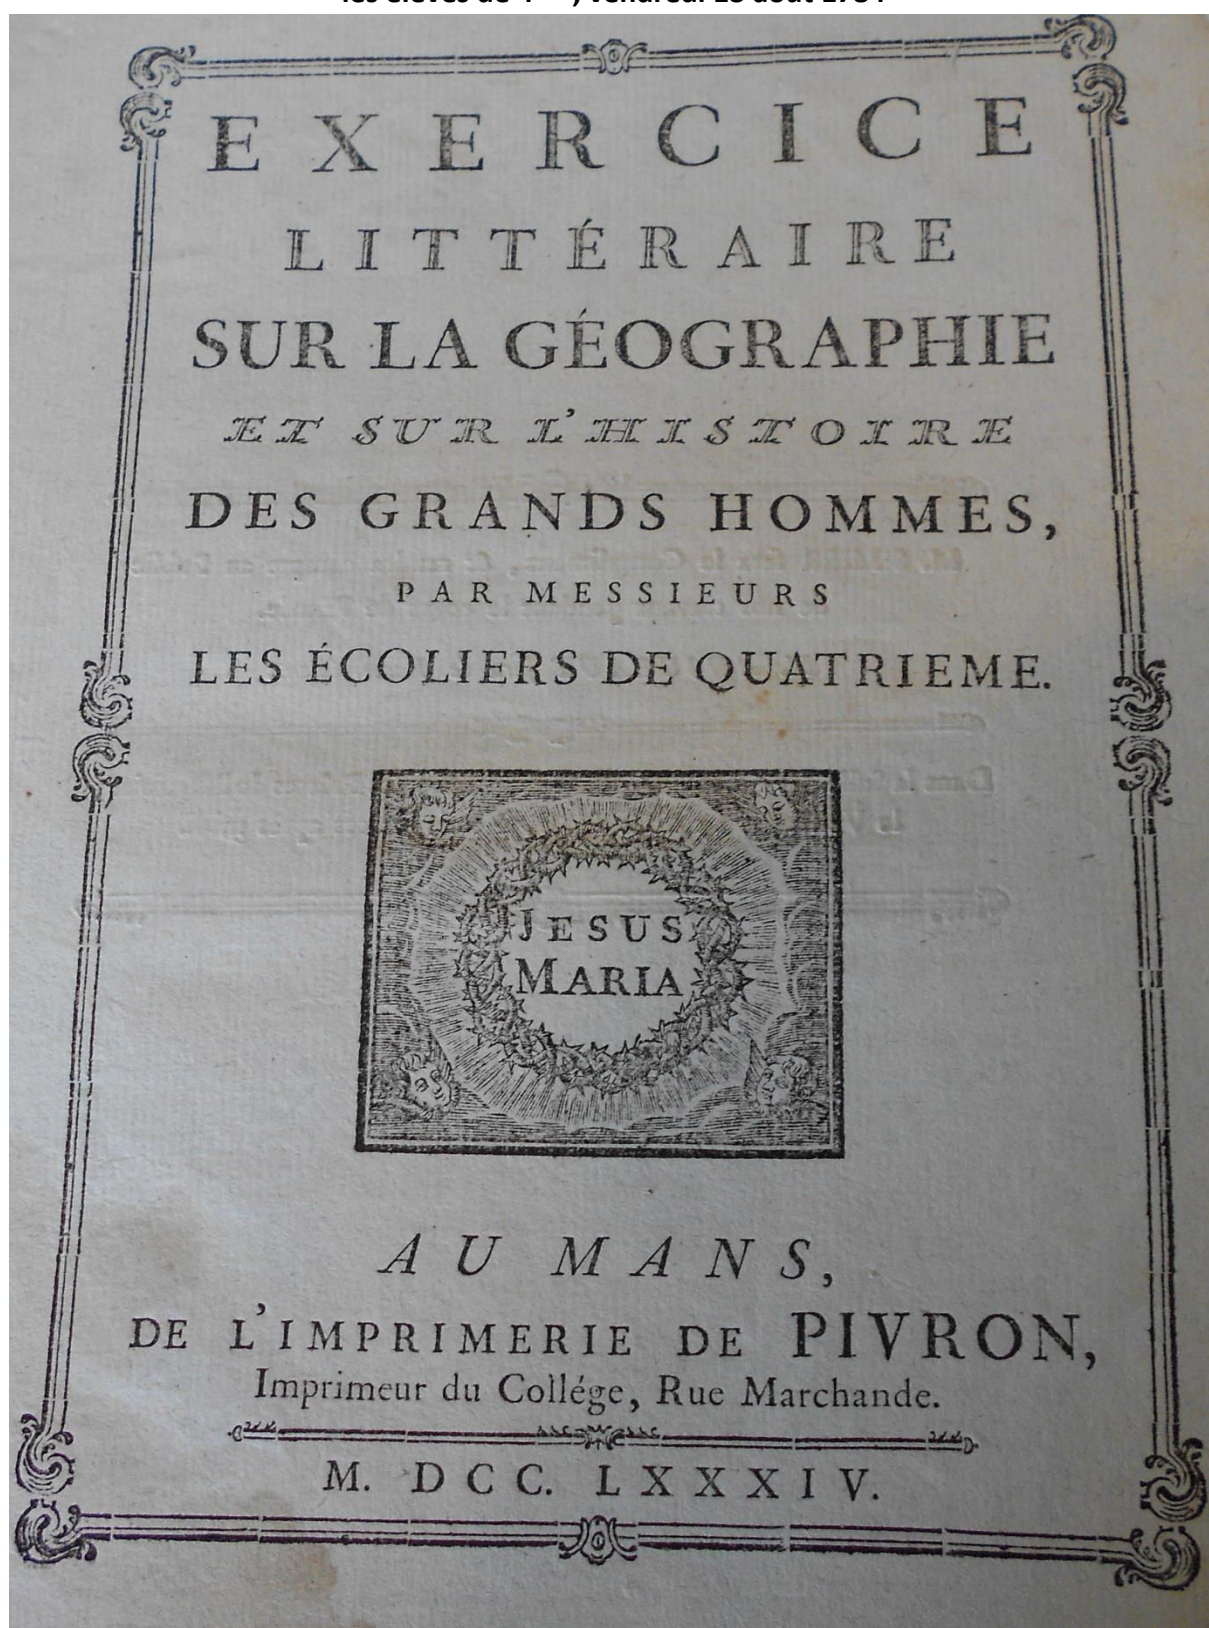 EXERCICE
LITTÉRAIRE
SUR LA GÉOGRAPHIE
ET SUR L'HISTOIRE
DES GRANDS HOMMES,
PAR MESSIEURS
LES ÉCOLIERS DE QUATRIEME.
JESUS
MARIA
AU MANS,
DE L'IMPRIMERIE DE PIVRON,
Imprimeur du Collége, Rue Marchande.
M. DCC. LXXXIV.